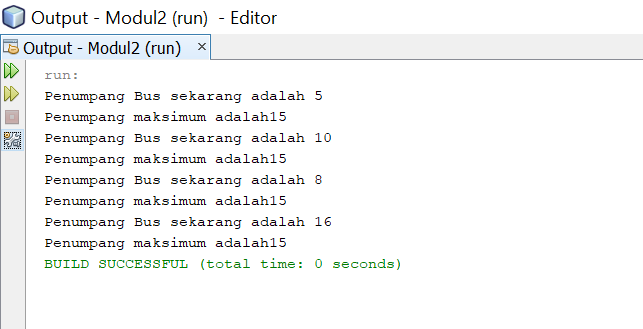 Output - Modul2 (run) - Editor
Output - Modul2 (run) ×
run:
Penumpang Bus sekarang adalah 5
Penumpang maksimum adalah15
Penumpang Bus sekarang adalah 10
Penumpang maksimum adalah15
Penumpang Bus sekarang adalah 8
Penumpang maksimum adalah15
Penumpang Bus sekarang adalah 16
Penumpang maksimum adalah15
BUILD SUCCESSFUL (total time: 0 seconds)